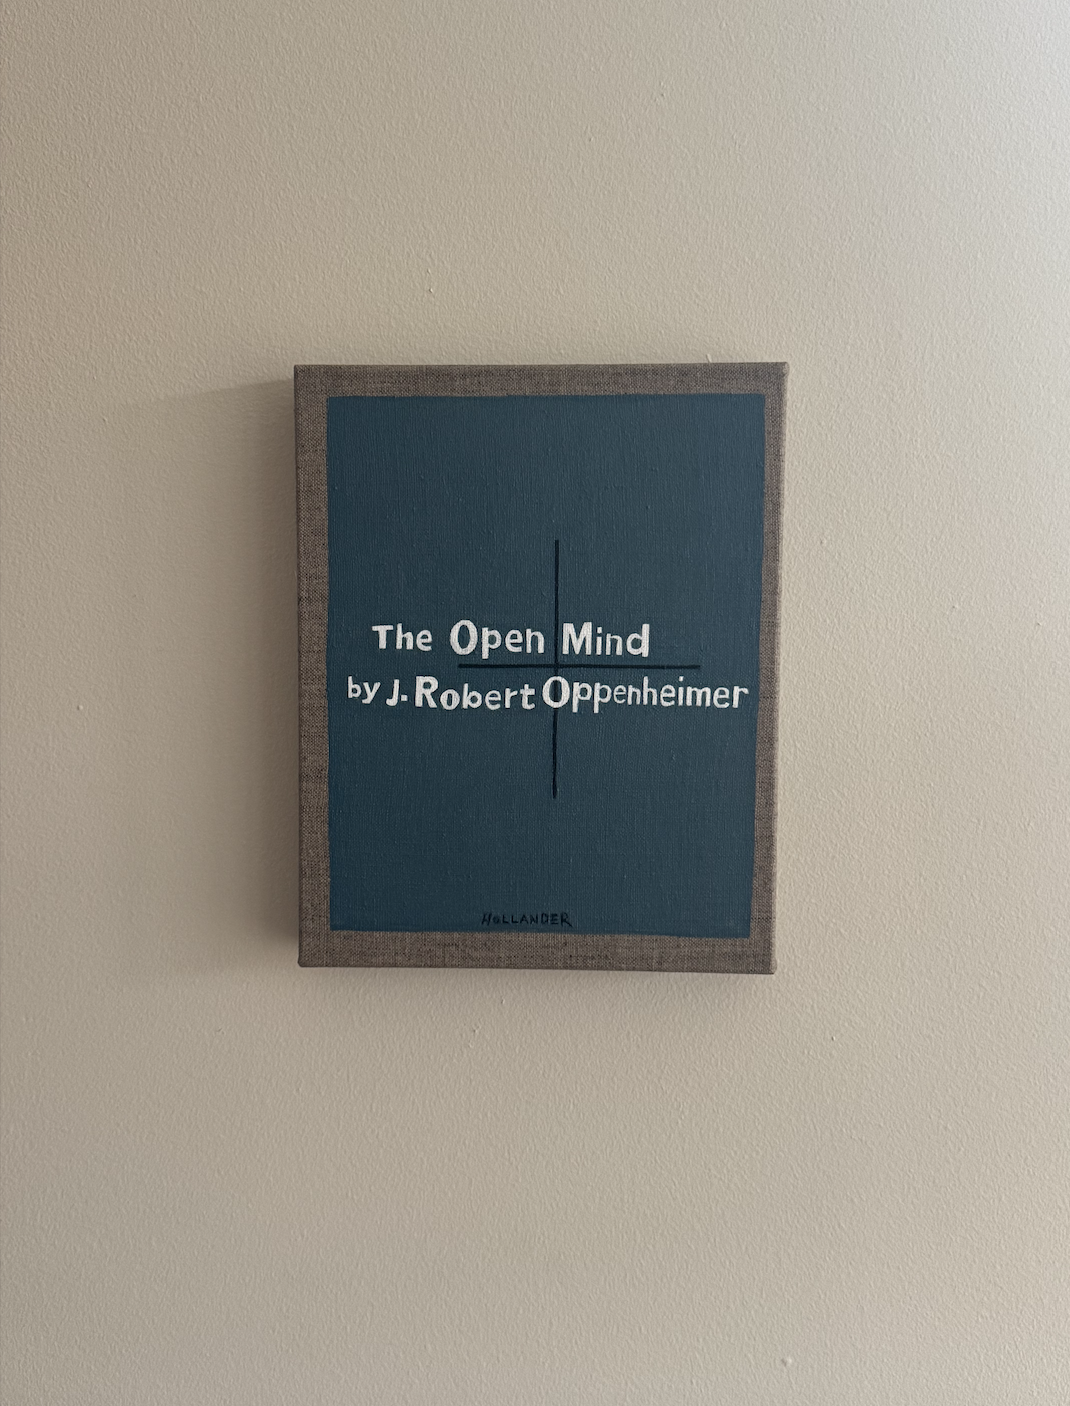 The Open Mind
by J. Robert Oppenheimer
HOLLANDER